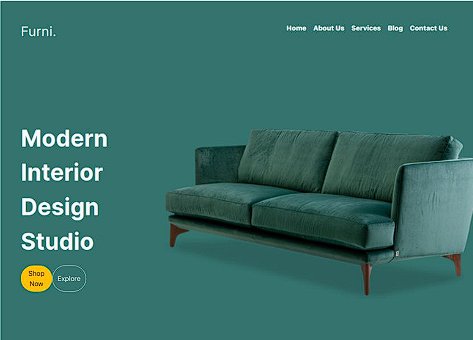 Furni.
Home About Us Services Blog Contact Us
Modern
Interior
Design
Studio
Shop
Now
Explore